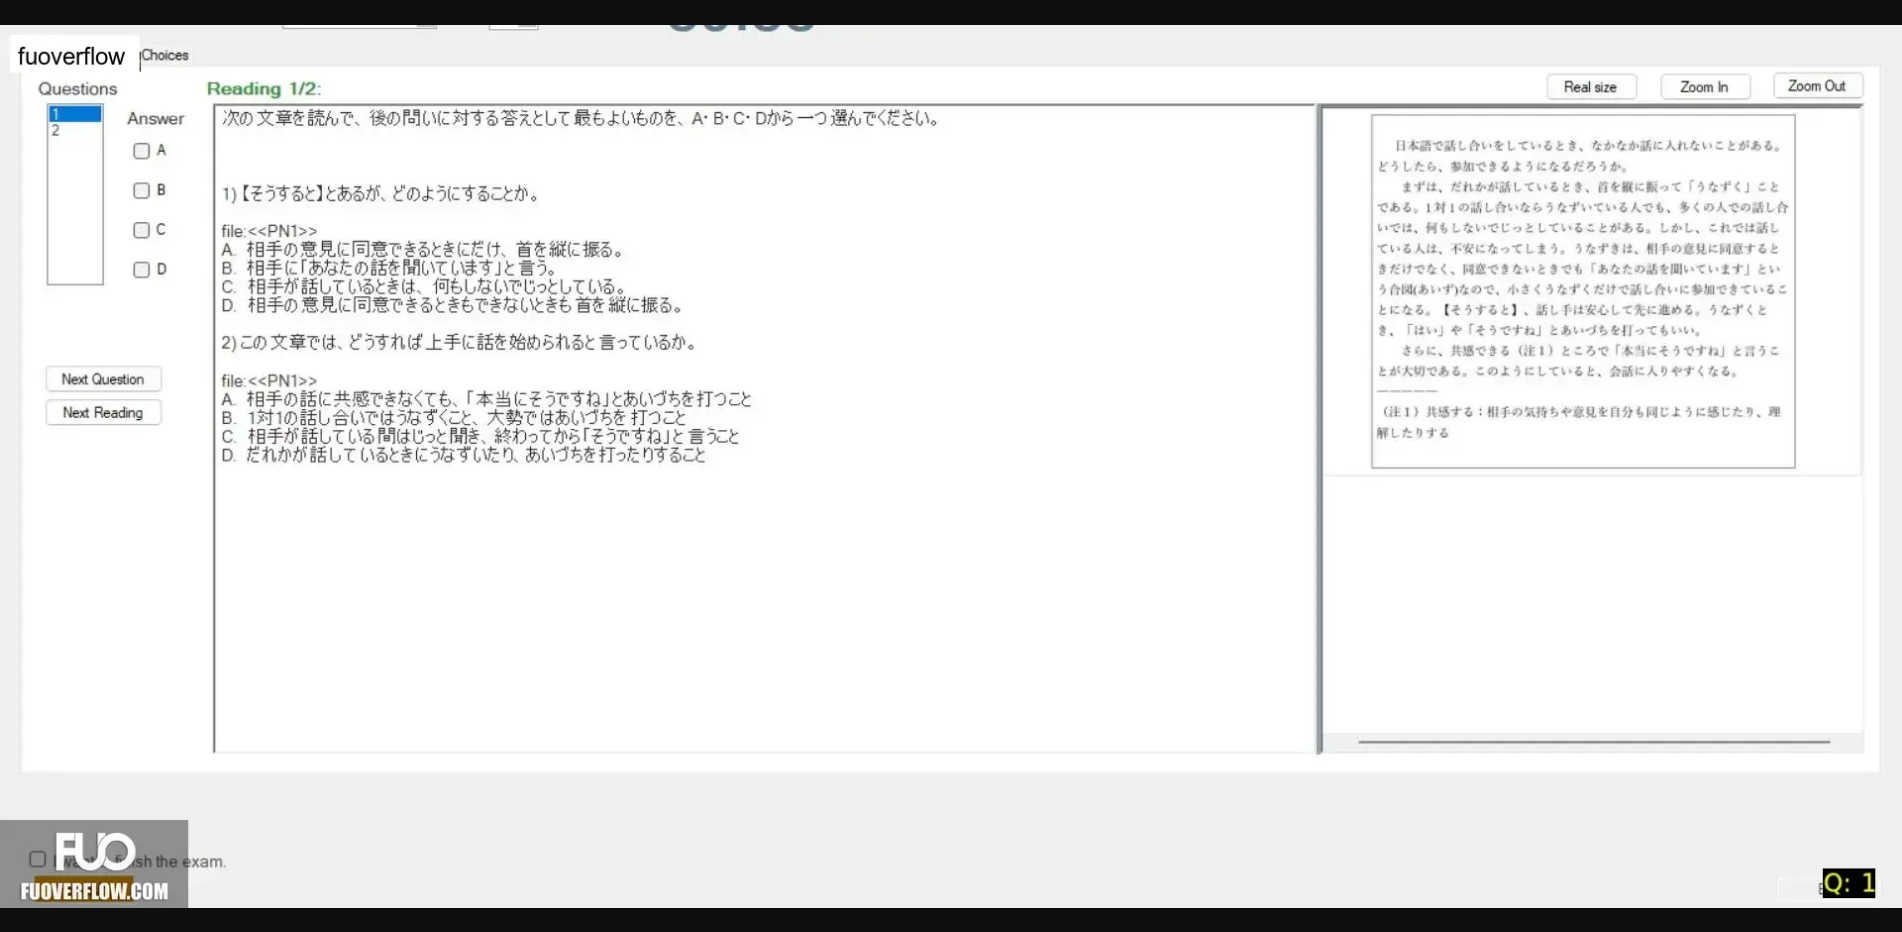 fuoverflow
Choices
Questions
Reading 1/2:
Real size
Zoom In
Zoom Out
1
2
Answer
A
B
C
D
Next Question
Next Reading
次の文章を読んで、後の問いに対する答えとして最もよいものを、A・B・C・Dから一つ選んでください。
1)【そうすると】とあるが、どのようにすることか。
file:<<PN1>>
A. 相手の意見に同意できるときにだけ、首を縦に振る。
B. 相手に「あなたの話を聞いています」と言う。
C. 相手が話しているときは、何もしないでじっとしている。
D. 相手の意見に同意できるときもできないときも首を縦に振る。
2)この文章では、どうすれば上手に話を始められると言っているか。
file:<<PN1>>
A. 相手の話に共感できなくても、「本当にそうですね」とあいづちを打つこと
B. 1対1の話し合いではうなずくこと、大勢ではあいづちを打つこと
C. 相手が話している間はじっと聞き、終わってから「そうですね」と言うこと
D. だれかが話しているときにうなずいたり、あいづちを打ったりすること
日本語で話し合いをしているとき、なかなか話に入れないことがある。
どうしたら、参加できるようになるだろうか。
まずは、だれかが話しているとき、首を縦に振って「うなずく」こと
である。1対1の話し合いならうなずいている人でも、多くの人での話し合
いでは、何もしないでじっとしていることがある。しかし、これでは話し
ている人は、不安になってしまう。うなずきは、相手の意見に同意すると
きだけでなく、同意できないときでも「あなたの話を聞いています」とい
う合図(あいず)なので、小さくうなずくだけで話し合いに参加できているこ
とになる。【そうすると】、話し手は安心して先に進める。うなずくと
き、「はい」や「そうですね」とあいづちを打ってもいい。
さらに、共感できる（注1）ところで「本当にそうですね」と言うこ
とが大切である。このようにしていると、会話に入りやすくなる。
—————
（注1）共感する：相手の気持ちや意見を自分も同じように感じたり、理
解したりする
FUO
sh the exam.
FUOVERFLOW.COM
Q: 1